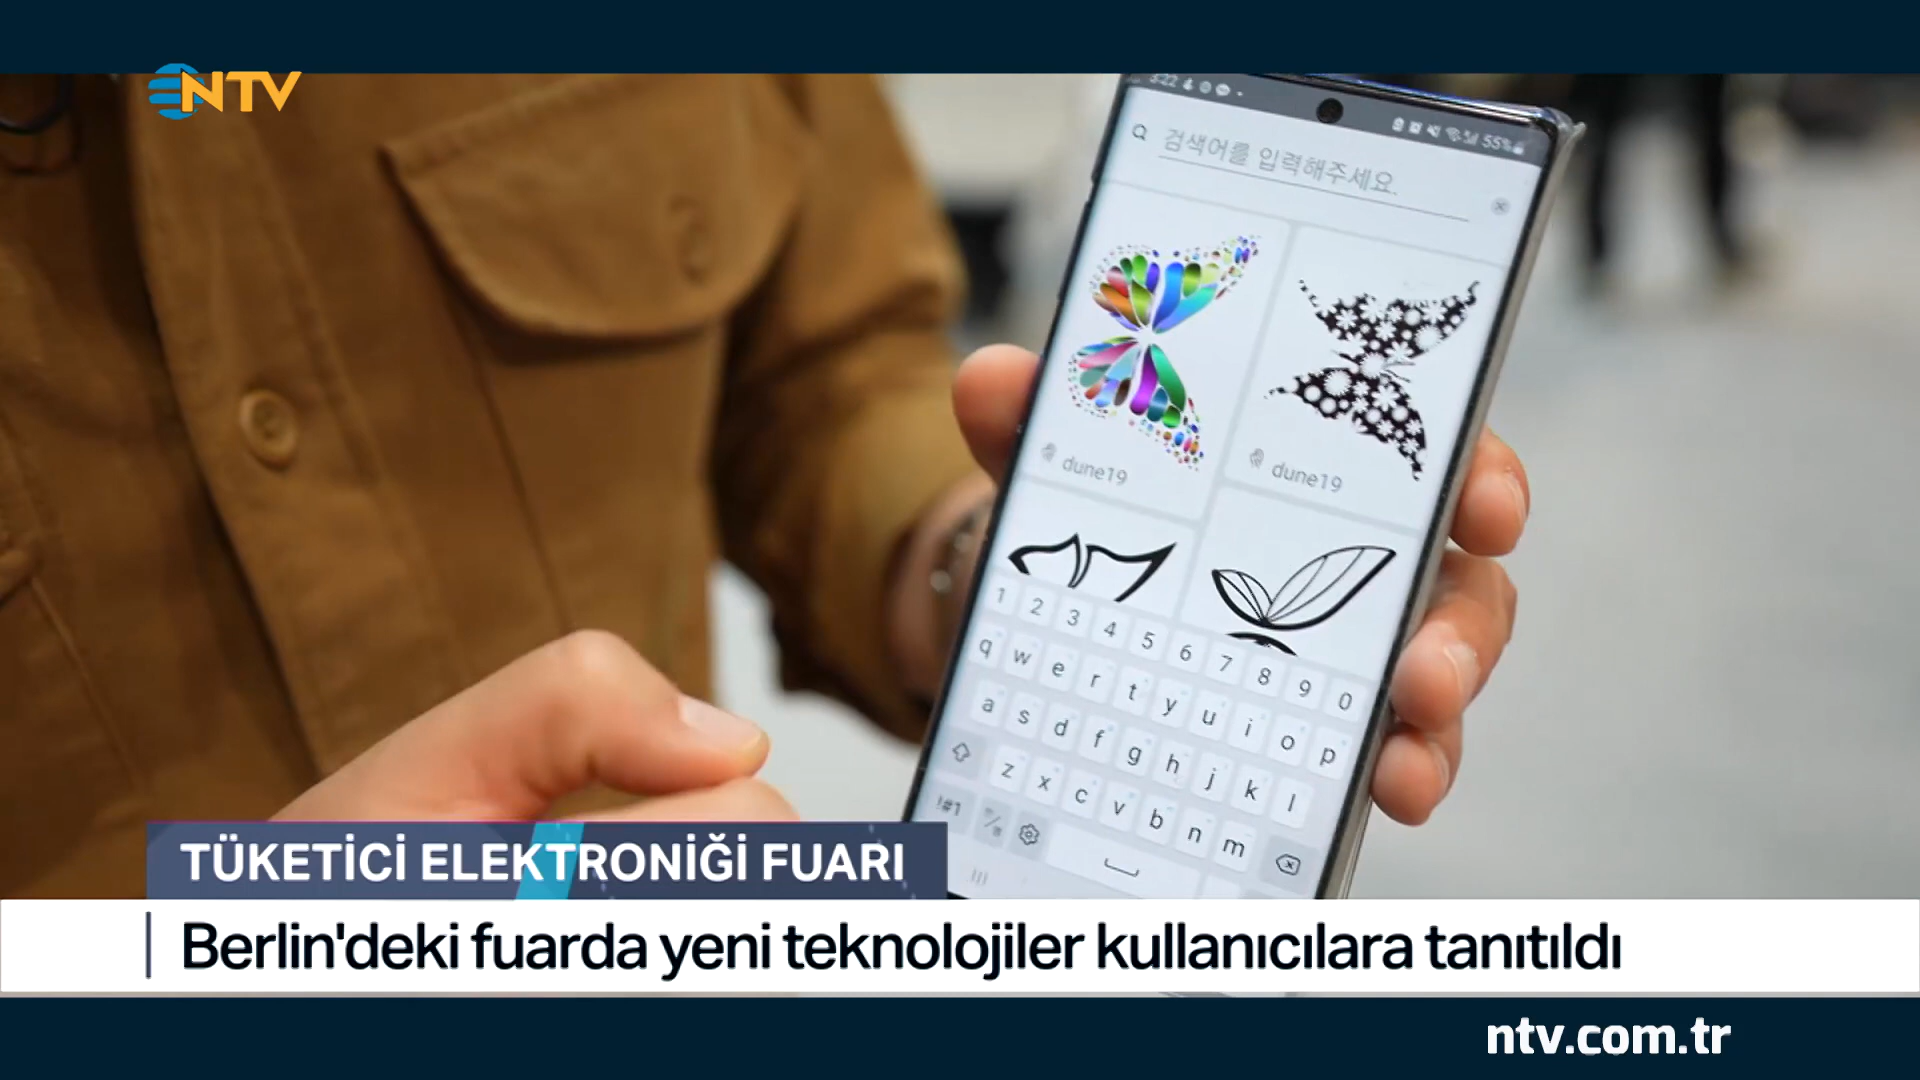 NTV
55%
검색어를 입력해주세요.
dune19
dune19
1 2 3 4 5 6 7 8 9 0
q w e r t y u i o p
a s d f g h j k l
z x c v b n m
!#1
TÜKETİCİ ELEKTRONİĞİ FUARI
Berlin'deki fuarda yeni teknolojiler kullanıcılara tanıtıldı
ntv.com.tr